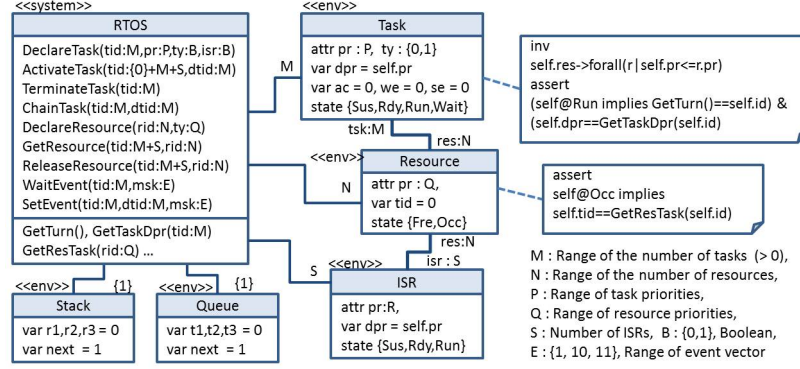 <<system>>
RTOS
DeclareTask(tid:M,pr:P,ty:B,isr:B)
ActivateTask(tid:{0}+M+S,dtid:M)
TerminateTask(tid:M)
ChainTask(tid:M,dtid:M)
DeclareResource(rid:N,ty:Q)
GetResource(tid:M+S,rid:N)
ReleaseResource(tid:M+S,rid:N)
WaitEvent(tid:M,msk:E)
SetEvent(tid:M,dtid:M,msk:E)
GetTurn(), GetTaskDpr(tid:M)
GetResTask(rid:Q) ...
M
N
S
<<env>>
Task
attr pr : P, ty : {0,1}
var dpr = self.pr
var ac = 0, we = 0, se = 0
state {Sus,Rdy,Run,Wait}
tsk:M
res:N
inv
self.res->forall(r|self.pr<=r.pr)
assert
(self@Run implies GetTurn()==self.id) &
(self.dpr==GetTaskDpr(self.id)
<<env>>
Resource
attr pr : Q,
var tid = 0
state {Fre,Occ}
res:N
isr : S
assert
self@Occ implies
self.tid==GetResTask(self.id)
<<env>>
ISR
attr pr:R,
var dpr = self.pr
state {Sus,Rdy,Run}
<<env>>
{1}
Stack
var r1,r2,r3 = 0
var next = 1
<<env>>
{1}
Queue
var t1,t2,t3 = 0
var next = 1
M : Range of the number of tasks (> 0),
N : Range of the number of resources,
P : Range of task priorities,
Q : Range of resource priorities,
S : Number of ISRs, B : {0,1}, Boolean,
E : {1, 10, 11}, Range of event vector